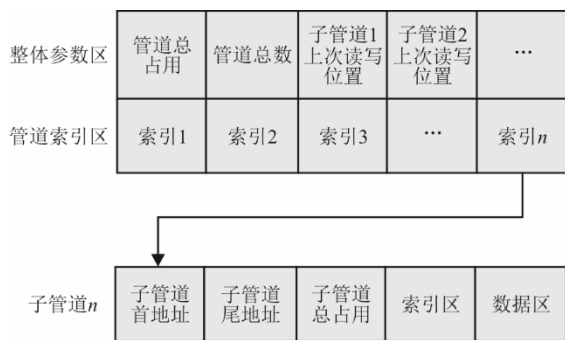 整体参数区
管道总
占用
管道总数
子管道1
上次读写
位置
子管道2
上次读写
位置
…
管道索引区
索引1
索引2
索引3
…
索引n
子管道n
子管道
首地址
子管道
尾地址
子管道
总占用
索引区
数据区